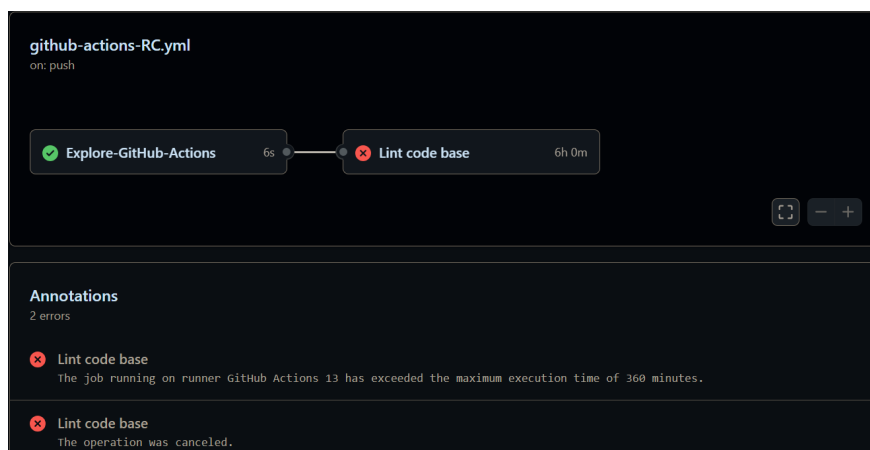 github-actions-RC.yml
on: push
Explore-GitHub-Actions 6s
Lint code base 6h 0m
Annotations
2 errors
Lint code base
The job running on runner GitHub Actions 13 has exceeded the maximum execution time of 360 minutes.
Lint code base
The operation was canceled.